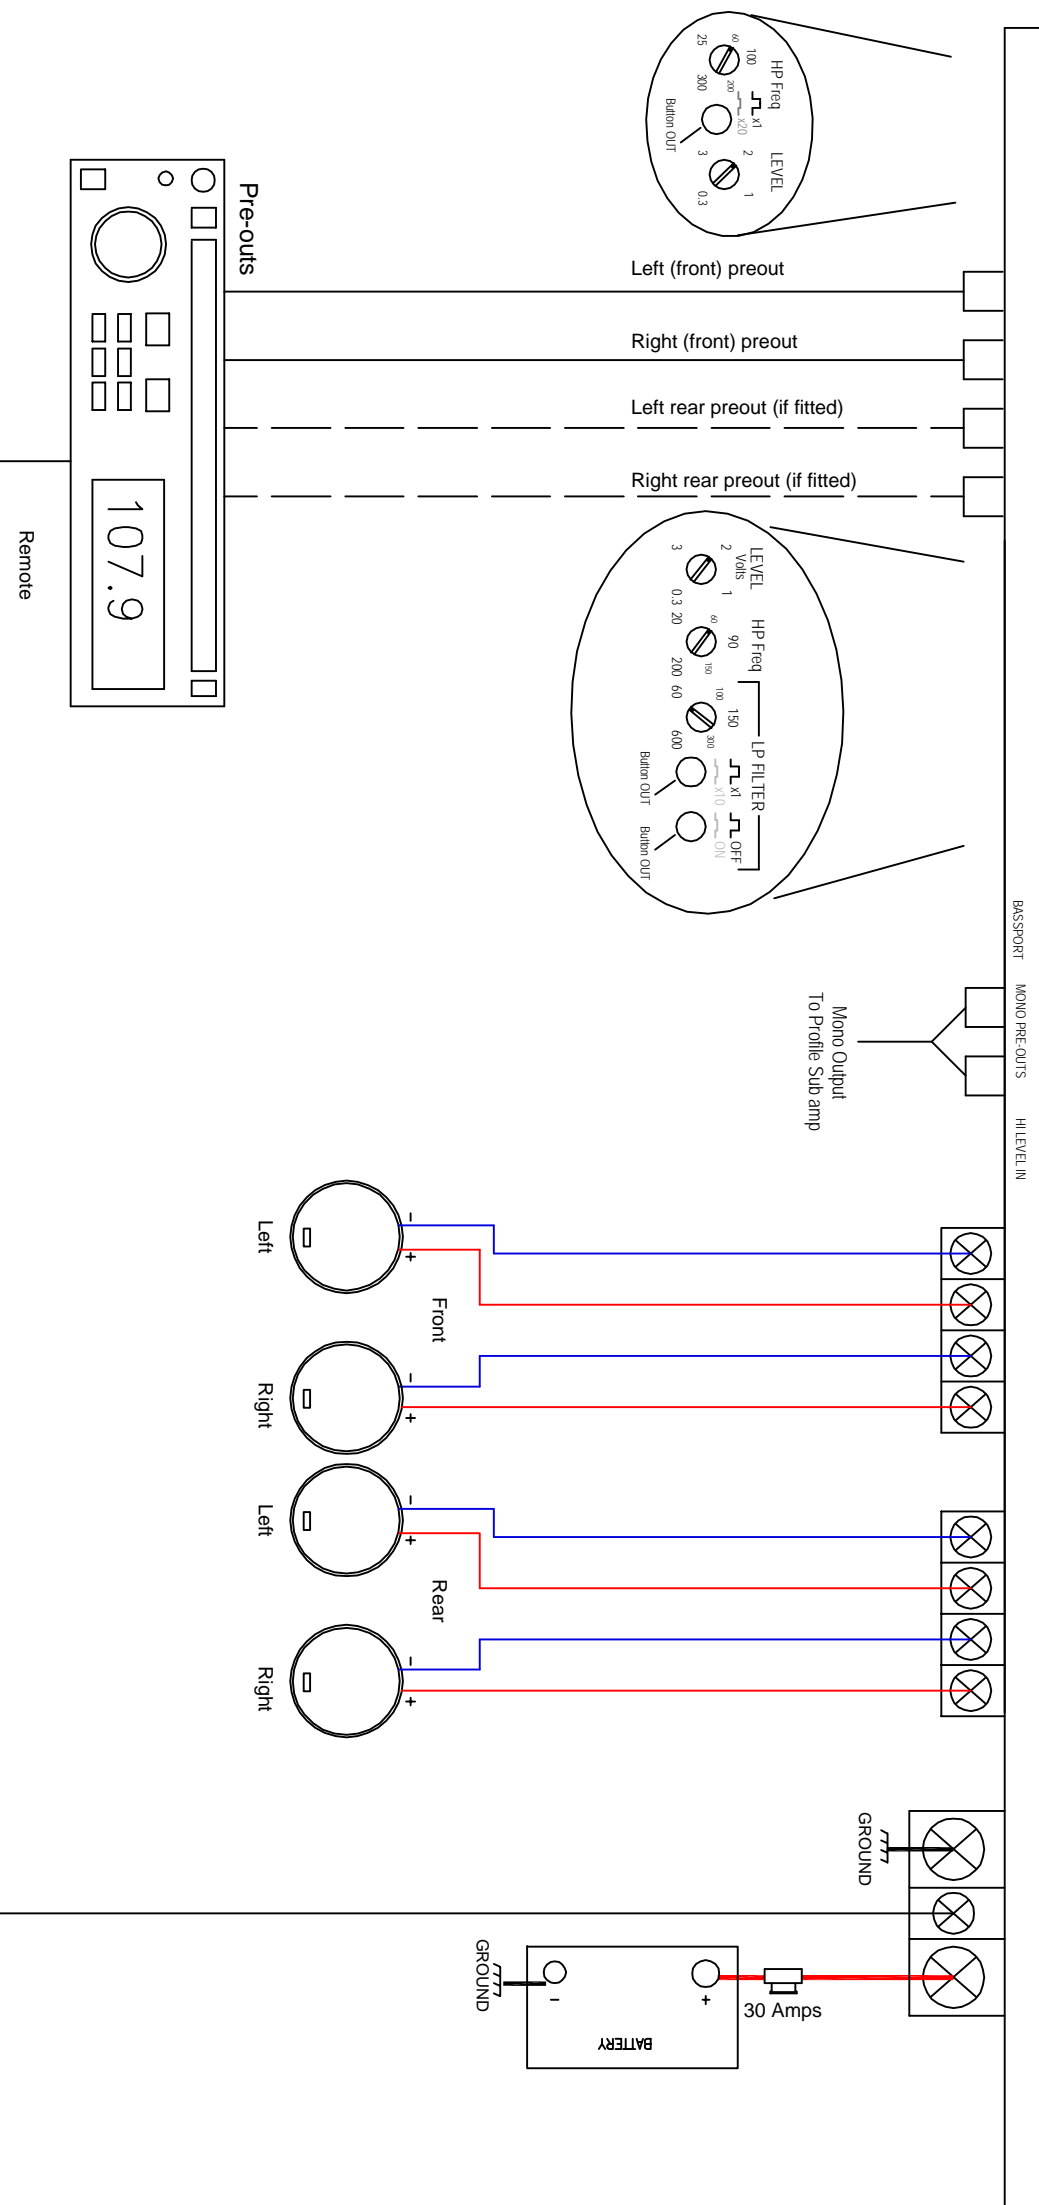 HP Freq
25
60
100
200
300
x1
x20
Button OUT
LEVEL
3
2
1
0.3
Pre-outs
Left (front) preout
Right (front) preout
Left rear preout (if fitted)
Right rear preout (if fitted)
107.9
Remote
LEVEL
Volts
3
2
1
0.3
HP Freq
20
60
90
150
200
LP FILTER
60
100
150
300
600
x1
x10
Button OUT
OFF
ON
Button OUT
BASSPORT
MONO PRE-OUTS
HI LEVEL IN
Mono Output
To Profile Sub amp
- +
Left
Front
- +
Right
- +
Left
Rear
- +
Right
GROUND
GROUND
- +
BATTERY
30 Amps